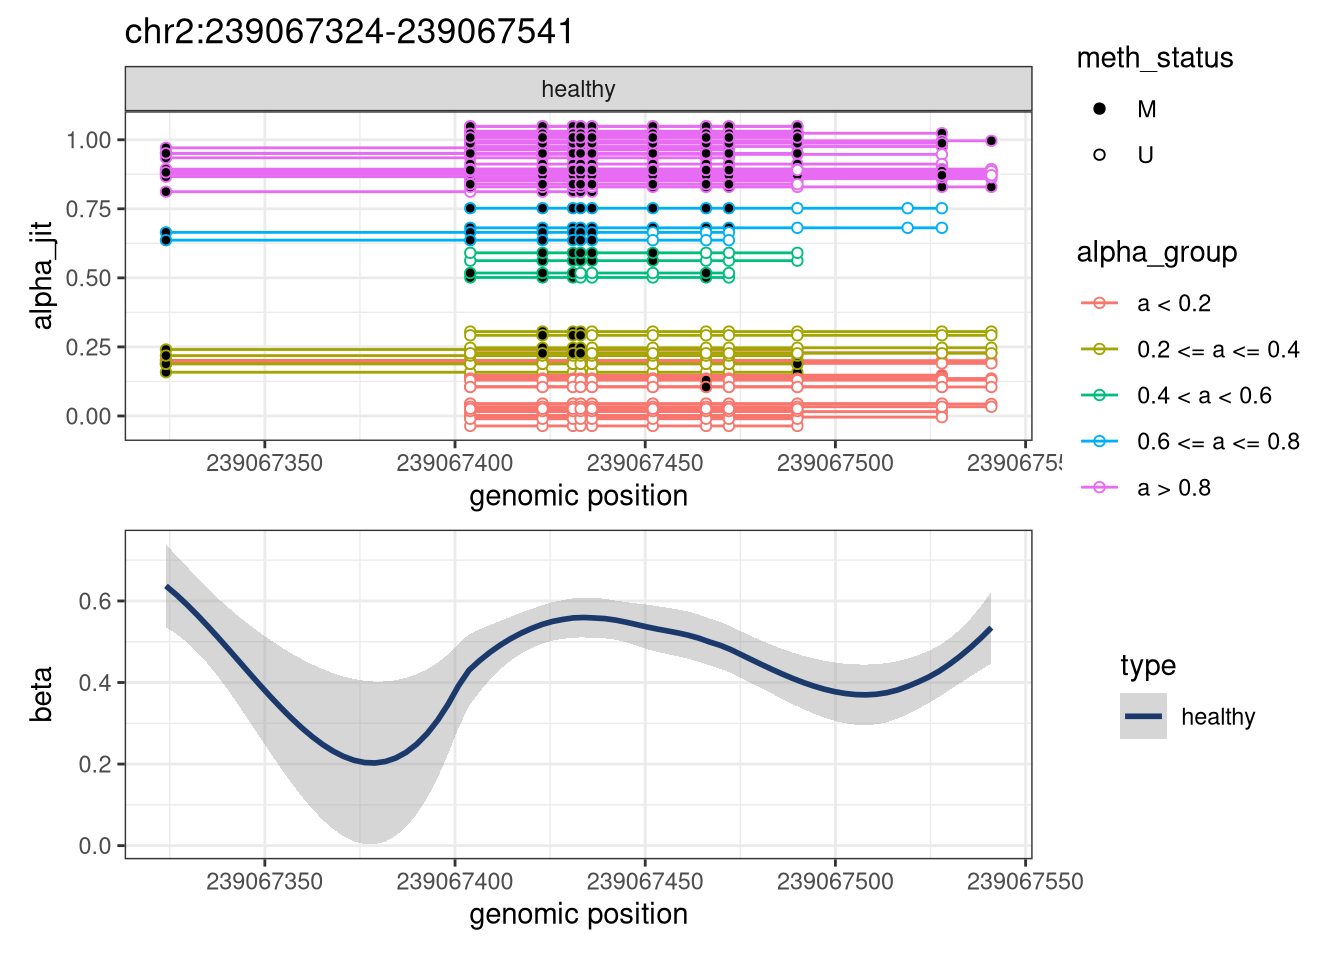 chr2:239067324-239067541
healthy
1.00
0.75
0.50
0.25
0.00
alpha_jit
239067350 239067400 239067450 239067500 2390675
genomic position
meth_status
M
U
alpha_group
a < 0.2
0.2 <= a <= 0.4
0.4 < a < 0.6
0.6 <= a <= 0.8
a > 0.8
0.6
0.4
0.2
0.0
beta
239067350 239067400 239067450 239067500 239067550
genomic position
type
healthy